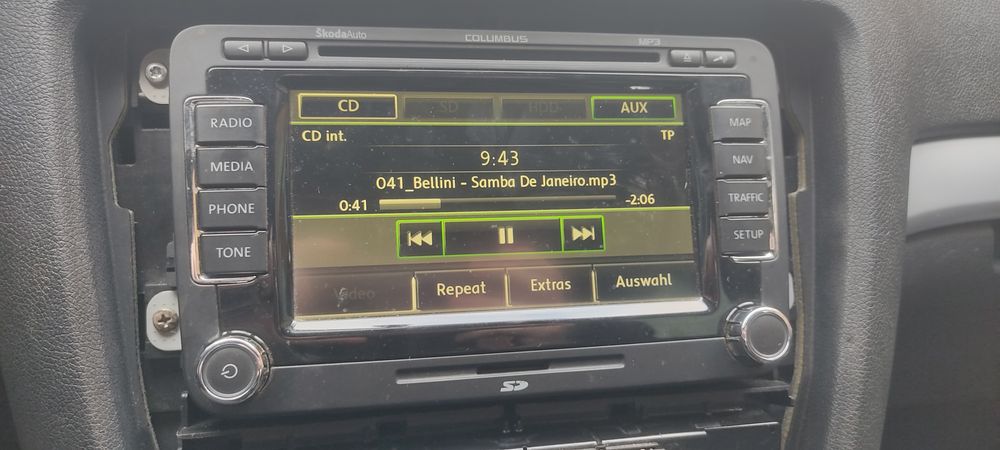 ŠkodaAuto COLUMBUS MP3
RADIO
MEDIA
PHONE
TONE
CD SD HDD AUX
CD int. TP
9:43
041_Bellini - Samba De Janeiro.mp3
0:41 -2:06
Video Repeat Extras Auswahl
MAP
NAV
TRAFFIC
SETUP
SD